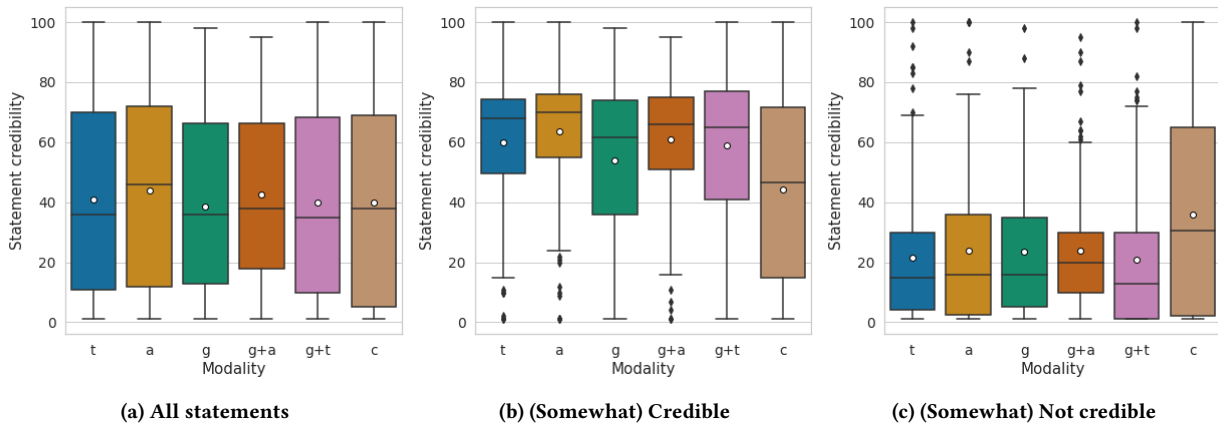 100
80
60
40
20
0
Statement credibility
t a g g+a g+t c
Modality
(a) All statements
100
80
60
40
20
0
Statement credibility
t a g g+a g+t c
Modality
(b) (Somewhat) Credible
100
80
60
40
20
0
Statement credibility
t a g g+a g+t c
Modality
(c) (Somewhat) Not credible